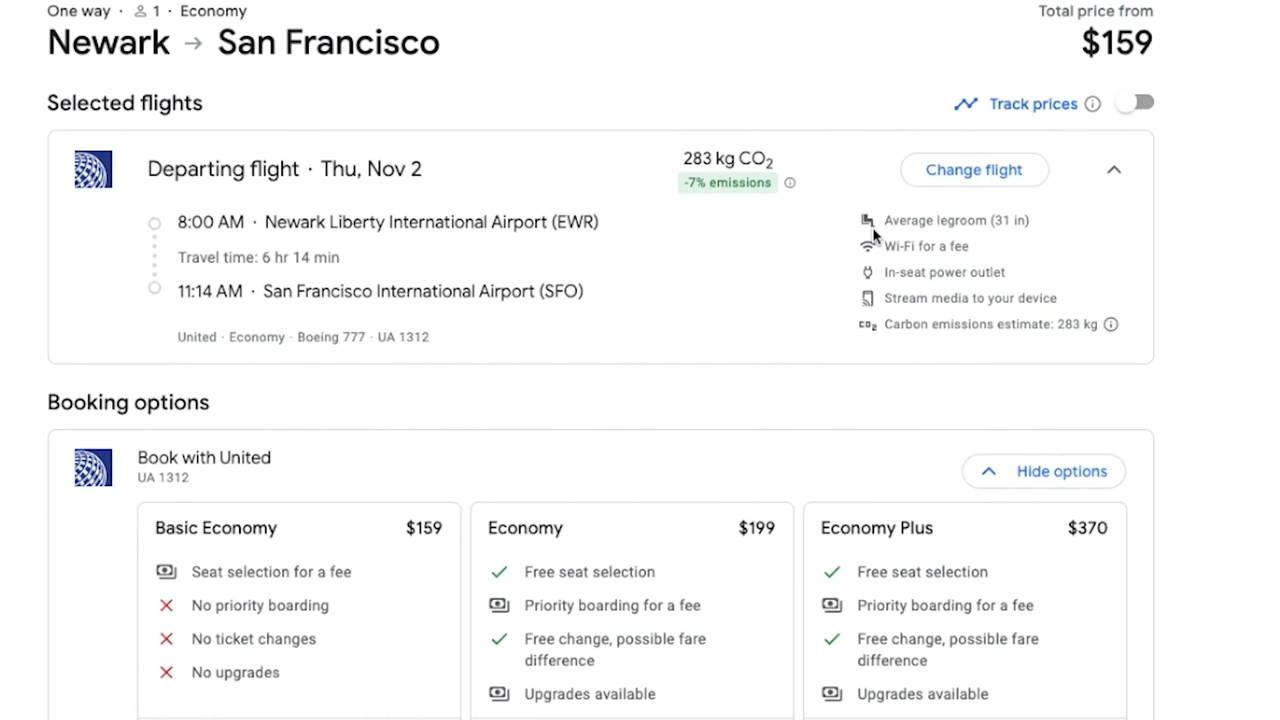 One way · 1 · Economy
Total price from
Newark → San Francisco
$159
Selected flights
Track prices
Departing flight · Thu, Nov 2
283 kg CO₂
-7% emissions
Change flight
8:00 AM · Newark Liberty International Airport (EWR)
Travel time: 6 hr 14 min
11:14 AM · San Francisco International Airport (SFO)
United · Economy · Boeing 777 · UA 1312
Average legroom (31 in)
Wi-Fi for a fee
In-seat power outlet
Stream media to your device
CO₂ Carbon emissions estimate: 283 kg
Booking options
Book with United
UA 1312
Hide options
Basic Economy $159
Seat selection for a fee
No priority boarding
No ticket changes
No upgrades
Economy $199
Free seat selection
Priority boarding for a fee
Free change, possible fare
difference
Upgrades available
Economy Plus $370
Free seat selection
Priority boarding for a fee
Free change, possible fare
difference
Upgrades available